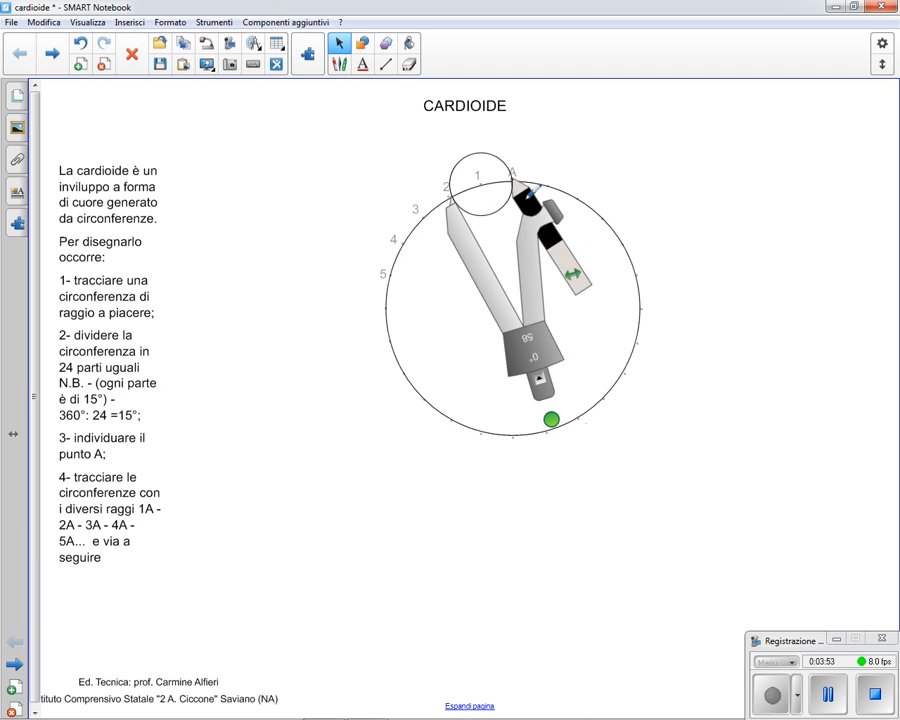 cardioide * - SMART Notebook
File Modifica Visualizza Inserisci Formato Strumenti Componenti aggiuntivi ?
CARDIOIDE
La cardioide è un
inviluppo a forma
di cuore generato
da circonferenze.
Per disegnarlo
occorre:
1- tracciare una
circonferenza di
raggio a piacere;
2- dividere la
circonferenza in
24 parti uguali
N.B. - (ogni parte
è di 15°) -
360°: 24 =15°;
3- individuare il
punto A;
4- tracciare le
circonferenze con
i diversi raggi 1A -
2A - 3A - 4A -
5A... e via a
seguire
A
1
2
3
4
5
58
0°
Registrazione ...
Menu
0:03:53
8.0 fps
Ed. Tecnica: prof. Carmine Alfieri
tituto Comprensivo Statale "2 A. Ciccone" Saviano (NA)
Espandi pagina